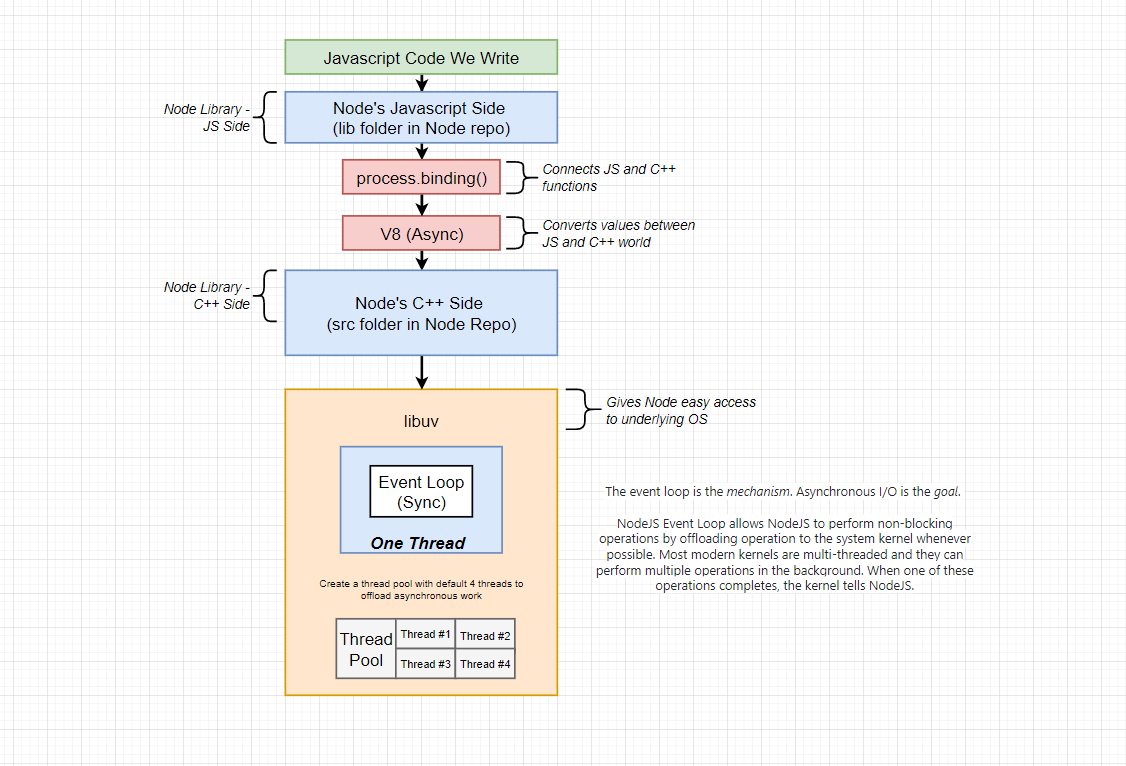 Javascript Code We Write
Node Library -
JS Side
Node's Javascript Side
(lib folder in Node repo)
process.binding()
Connects JS and C++
functions
V8 (Async)
Converts values between
JS and C++ world
Node Library -
C++ Side
Node's C++ Side
(src folder in Node Repo)
libuv
Gives Node easy access
to underlying OS
Event Loop
(Sync)
One Thread
The event loop is the mechanism. Asynchronous I/O is the goal.
NodeJS Event Loop allows NodeJS to perform non-blocking
operations by offloading operation to the system kernel whenever
possible. Most modern kernels are multi-threaded and they can
perform multiple operations in the background. When one of these
operations completes, the kernel tells NodeJS.
Create a thread pool with default 4 threads to
offload asynchronous work
Thread
Pool
Thread #1
Thread #2
Thread #3
Thread #4